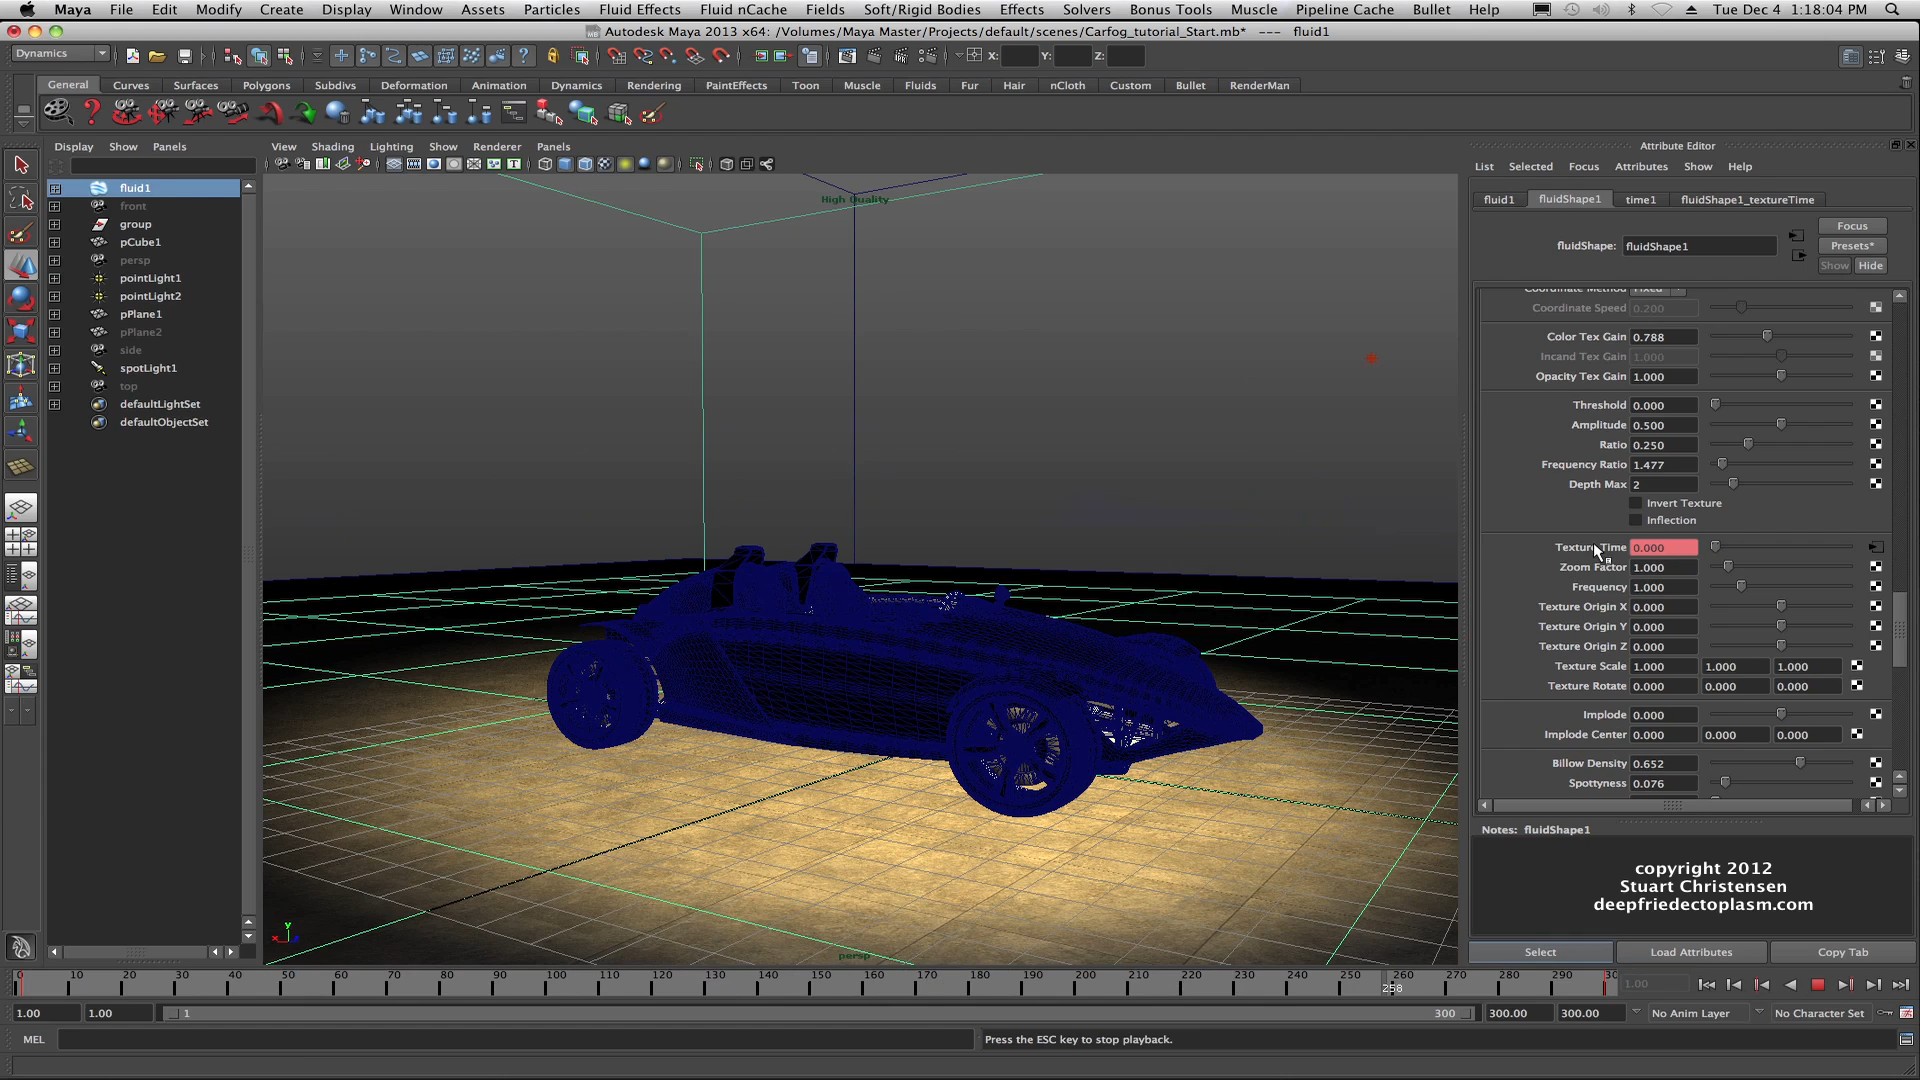 Maya File Edit Modify Create Display Window Assets Particles Fluid Effects Fluid nCache Fields Soft/Rigid Bodies Effects Solvers Bonus Tools Muscle Pipeline Cache Bullet Help Tue Dec 4 1:18:04 PM
Autodesk Maya 2013 x64: /Volumes/Maya Master/Projects/default/scenes/Carfog_tutorial_Start.mb* --- fluid1
Dynamics X: Y: Z:
General Curves Surfaces Polygons Subdivs Deformation Animation Dynamics Rendering PaintEffects Toon Muscle Fluids Fur Hair nCloth Custom Bullet RenderMan
Display Show Panels
fluid1
front
group
pCube1
persp
pointLight1
pointLight2
pPlane1
pPlane2
side
spotLight1
top
defaultLightSet
defaultObjectSet
View Shading Lighting Show Renderer Panels
High Quality
persp
y
Attribute Editor
List Selected Focus Attributes Show Help
fluid1 fluidShape1 time1 fluidShape1_textureTime
Focus
fluidShape: fluidShape1 Presets*
Show Hide
Coordinate Method Fixed
Coordinate Speed 0.200
Color Tex Gain 0.788
Incand Tex Gain 1.000
Opacity Tex Gain 1.000
Threshold 0.000
Amplitude 0.500
Ratio 0.250
Frequency Ratio 1.477
Depth Max 2
Invert Texture
Inflection
Texture Time 0.000
Zoom Factor 1.000
Frequency 1.000
Texture Origin X 0.000
Texture Origin Y 0.000
Texture Origin Z 0.000
Texture Scale 1.000 1.000 1.000
Texture Rotate 0.000 0.000 0.000
Implode 0.000
Implode Center 0.000 0.000 0.000
Billow Density 0.652
Spottyness 0.076
Notes: fluidShape1
copyright 2012
Stuart Christensen
deepfriedectoplasm.com
Select Load Attributes Copy Tab
0 10 20 30 40 50 60 70 80 90 100 110 120 130 140 150 160 170 180 190 200 210 220 230 240 250 260 270 280 290 30
258
1.00
1.00 1.00 1 300 300.00 300.00 No Anim Layer No Character Set
MEL Press the ESC key to stop playback.